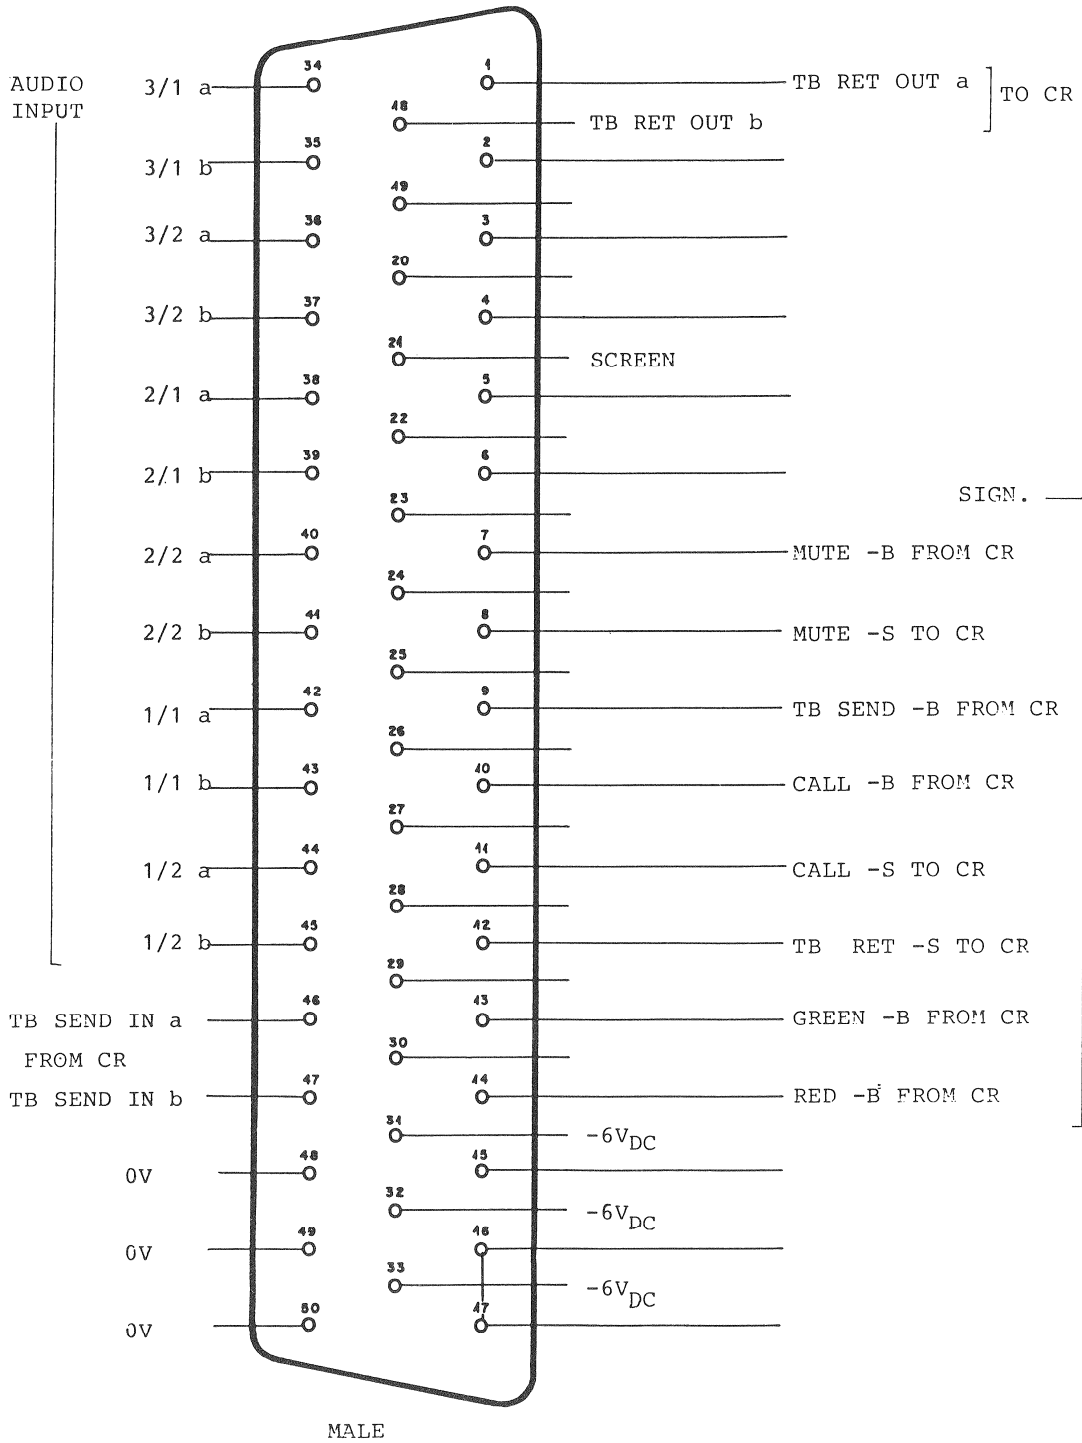 34
1
AUDIO
INPUT
3/1 a
TB RET OUT a
TO CR
18
TB RET OUT b
35
2
3/1 b
19
36
3
3/2 a
20
37
4
3/2 b
21
SCREEN
38
5
2/1 a
22
39
6
2/1 b
23
SIGN.
40
7
2/2 a
MUTE -B FROM CR
24
41
8
2/2 b
MUTE -S TO CR
25
42
9
1/1 a
TB SEND -B FROM CR
26
43
10
1/1 b
CALL -B FROM CR
27
44
11
1/2 a
CALL -S TO CR
28
45
12
1/2 b
TB RET -S TO CR
29
46
13
TB SEND IN a
GREEN -B FROM CR
FROM CR
30
47
14
TB SEND IN b
RED -B FROM CR
31
-6VDC
48
15
0V
32
-6VDC
49
16
0V
33
-6VDC
50
17
0V
MALE